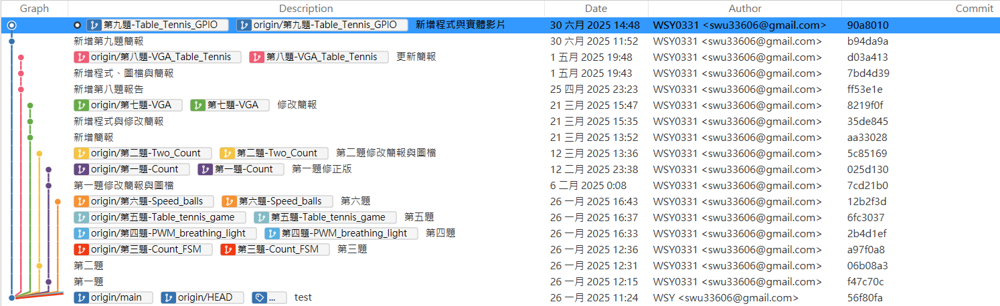 Graph Description Date Author Commit
第九題-Table_Tennis_GPIO origin/第九題-Table_Tennis_GPIO 新增程式與實體影片 30 六月 2025 14:48 WSY0331 <swu33606@gmail.com> 90a8010
新增第九題簡報 30 六月 2025 11:52 WSY0331 <swu33606@gmail.com> b94da9a
origin/第八題-VGA_Table_Tennis 第八題-VGA_Table_Tennis 更新簡報 1 五月 2025 19:48 WSY0331 <swu33606@gmail.com> d03a413
新增程式、圖檔與簡報 1 五月 2025 19:43 WSY0331 <swu33606@gmail.com> 7bd4d39
新增第八題報告 25 四月 2025 23:23 WSY0331 <swu33606@gmail.com> ff53e1e
origin/第七題-VGA 第七題-VGA 修改簡報 21 三月 2025 15:47 WSY0331 <swu33606@gmail.com> 8219f0f
新增程式與修改簡報 21 三月 2025 15:35 WSY0331 <swu33606@gmail.com> 35de845
新增簡報 21 三月 2025 13:52 WSY0331 <swu33606@gmail.com> aa33028
origin/第二題-Two_Count 第二題-Two_Count 第二題修改簡報與圖檔 12 三月 2025 13:36 WSY0331 <swu33606@gmail.com> 5c85169
origin/第一題-Count 第一題-Count 第一題修正版 12 二月 2025 23:38 WSY0331 <swu33606@gmail.com> 025d130
第一題修改簡報與圖檔 6 二月 2025 0:08 WSY0331 <swu33606@gmail.com> 7cd21b0
origin/第六題-Speed_balls 第六題-Speed_balls 第六題 26 一月 2025 16:43 WSY0331 <swu33606@gmail.com> 12b2f3d
origin/第五題-Table_tennis_game 第五題-Table_tennis_game 第五題 26 一月 2025 16:37 WSY0331 <swu33606@gmail.com> 6fc3037
origin/第四題-PWM_breathing_light 第四題-PWM_breathing_light 第四題 26 一月 2025 16:33 WSY0331 <swu33606@gmail.com> 2b4d1ef
origin/第三題-Count_FSM 第三題-Count_FSM 第三題 26 一月 2025 12:36 WSY0331 <swu33606@gmail.com> a97f0a8
第二題 26 一月 2025 12:31 WSY0331 <swu33606@gmail.com> 06b08a3
第一題 26 一月 2025 12:15 WSY0331 <swu33606@gmail.com> f47c70c
origin/main origin/HEAD ... test 26 一月 2025 11:24 WSY <swu33606@gmail.com> 56f80fa